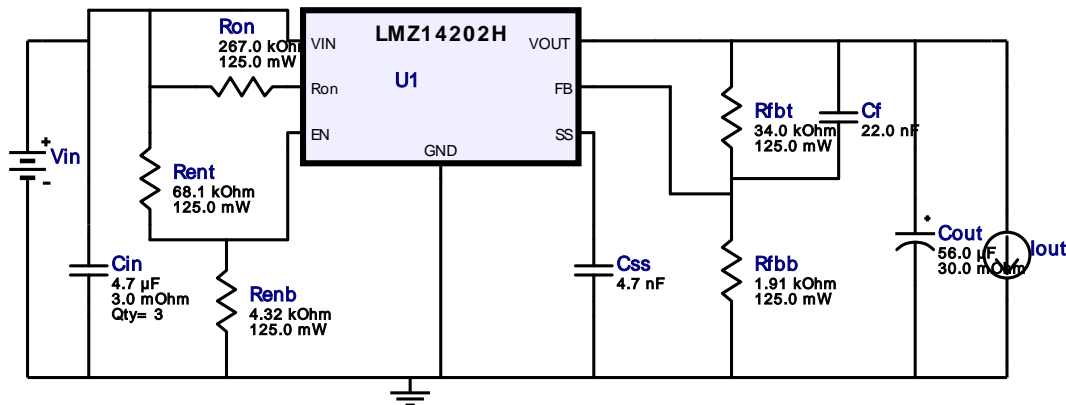 LMZ14202H
U1
VIN
Ron
EN
GND
VOUT
FB
SS
Ron
267.0 kOhm
125.0 mW
+
Vin
-
Rent
68.1 kOhm
125.0 mW
Cin
4.7 µF
3.0 mOhm
Qty= 3
Renb
4.32 kOhm
125.0 mW
Css
4.7 nF
Rfbt
34.0 kOhm
125.0 mW
Cf
22.0 nF
Rfbb
1.91 kOhm
125.0 mW
+
Cout
56.0 µF
30.0 mOhm
Iout